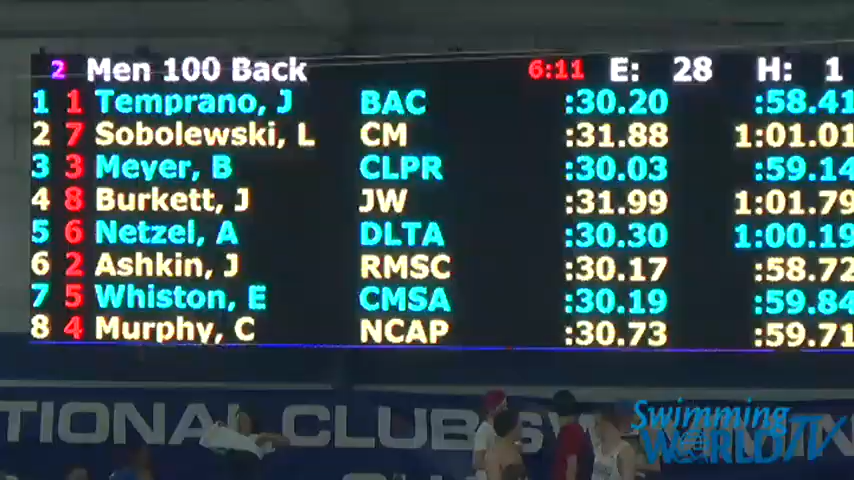 2 Men 100 Back 6:11 E: 28 H: 1
1 1 Temprano, J BAC :30.20 :58.41
2 7 Sobolewski, L CM :31.88 1:01.01
3 3 Meyer, B CLPR :30.03 :59.14
4 8 Burkett, J JW :31.99 1:01.79
5 6 Netzel, A DLTA :30.30 1:00.19
6 2 Ashkin, J RMSC :30.17 :58.72
7 5 Whiston, E CMSA :30.19 :59.84
8 4 Murphy, C NCAP :30.73 :59.71
TIONAL CLUB
Swimming
WORLD TV